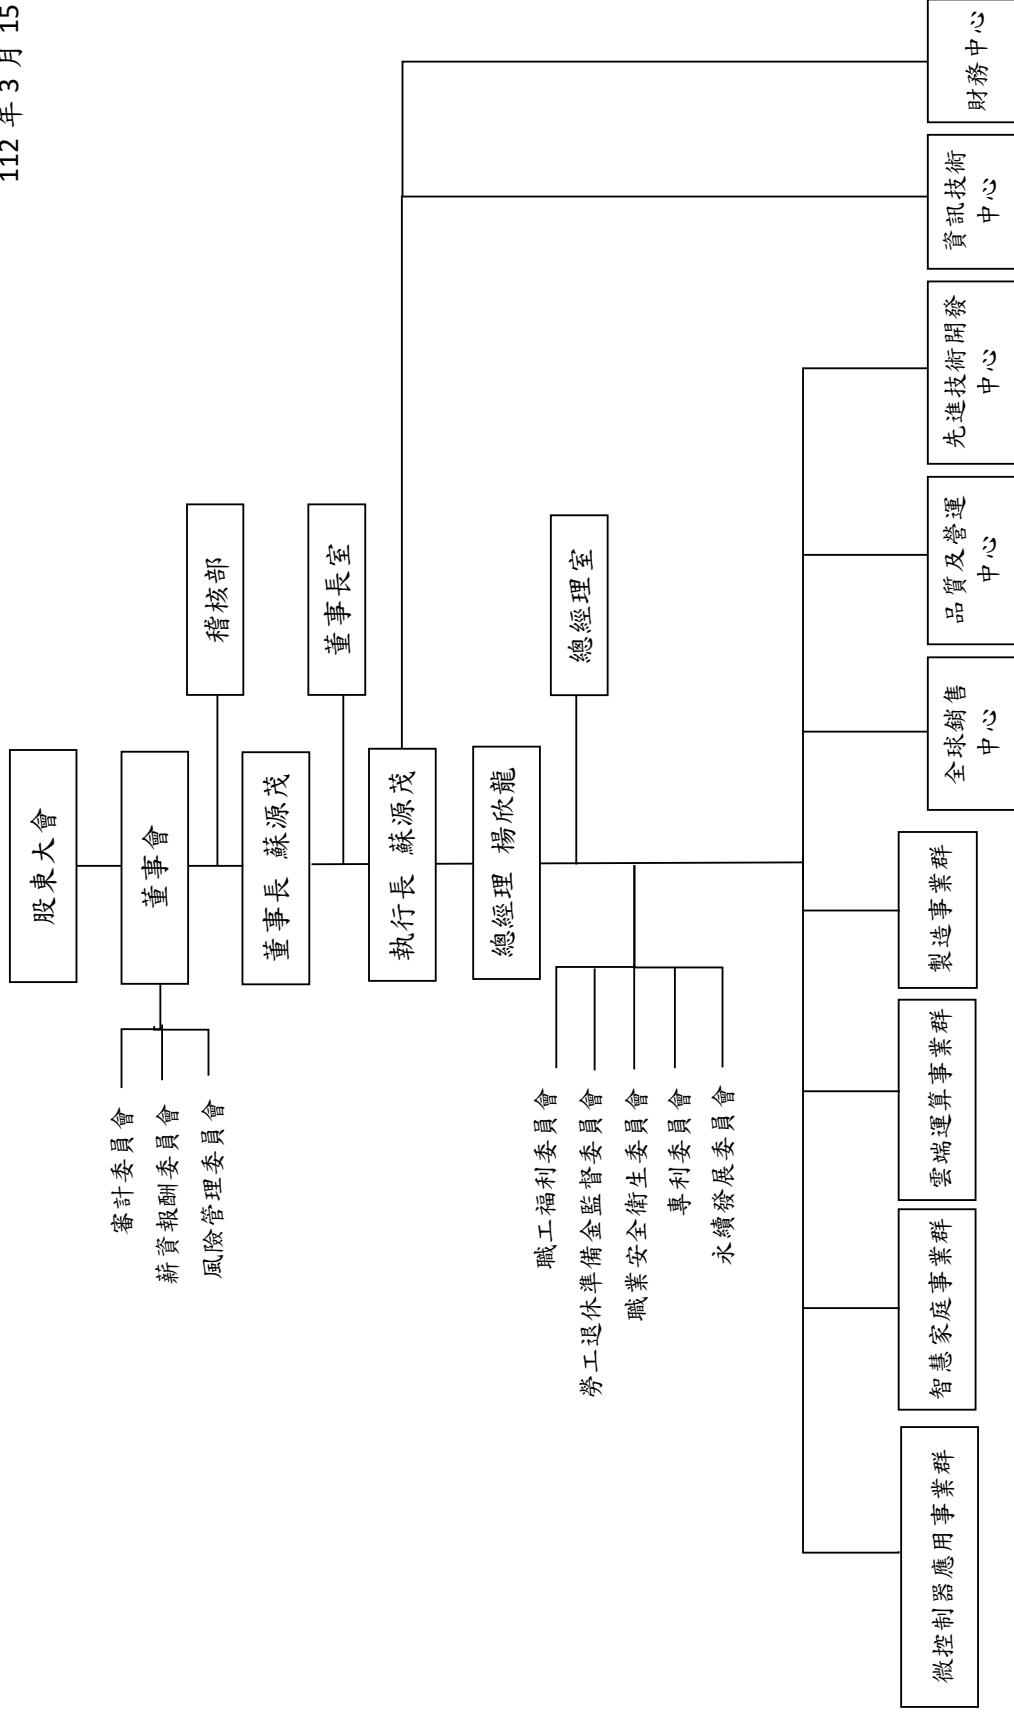 112 年 3 月 15
股東大會
董事會
審計委員會
薪資報酬委員會
風險管理委員會
稽核部
董事長 蘇源茂
董事長室
執行長 蘇源茂
總經理 楊欣龍
總經理室
職工福利委員會
勞工退休準備金監督委員會
職業安全衛生委員會
專利委員會
永續發展委員會
微控制器應用事業群
智慧家庭事業群
雲端運算事業群
製造事業群
全球銷售
中心
品質及營運
中心
先進技術開發
中心
資訊技術
中心
財務中心